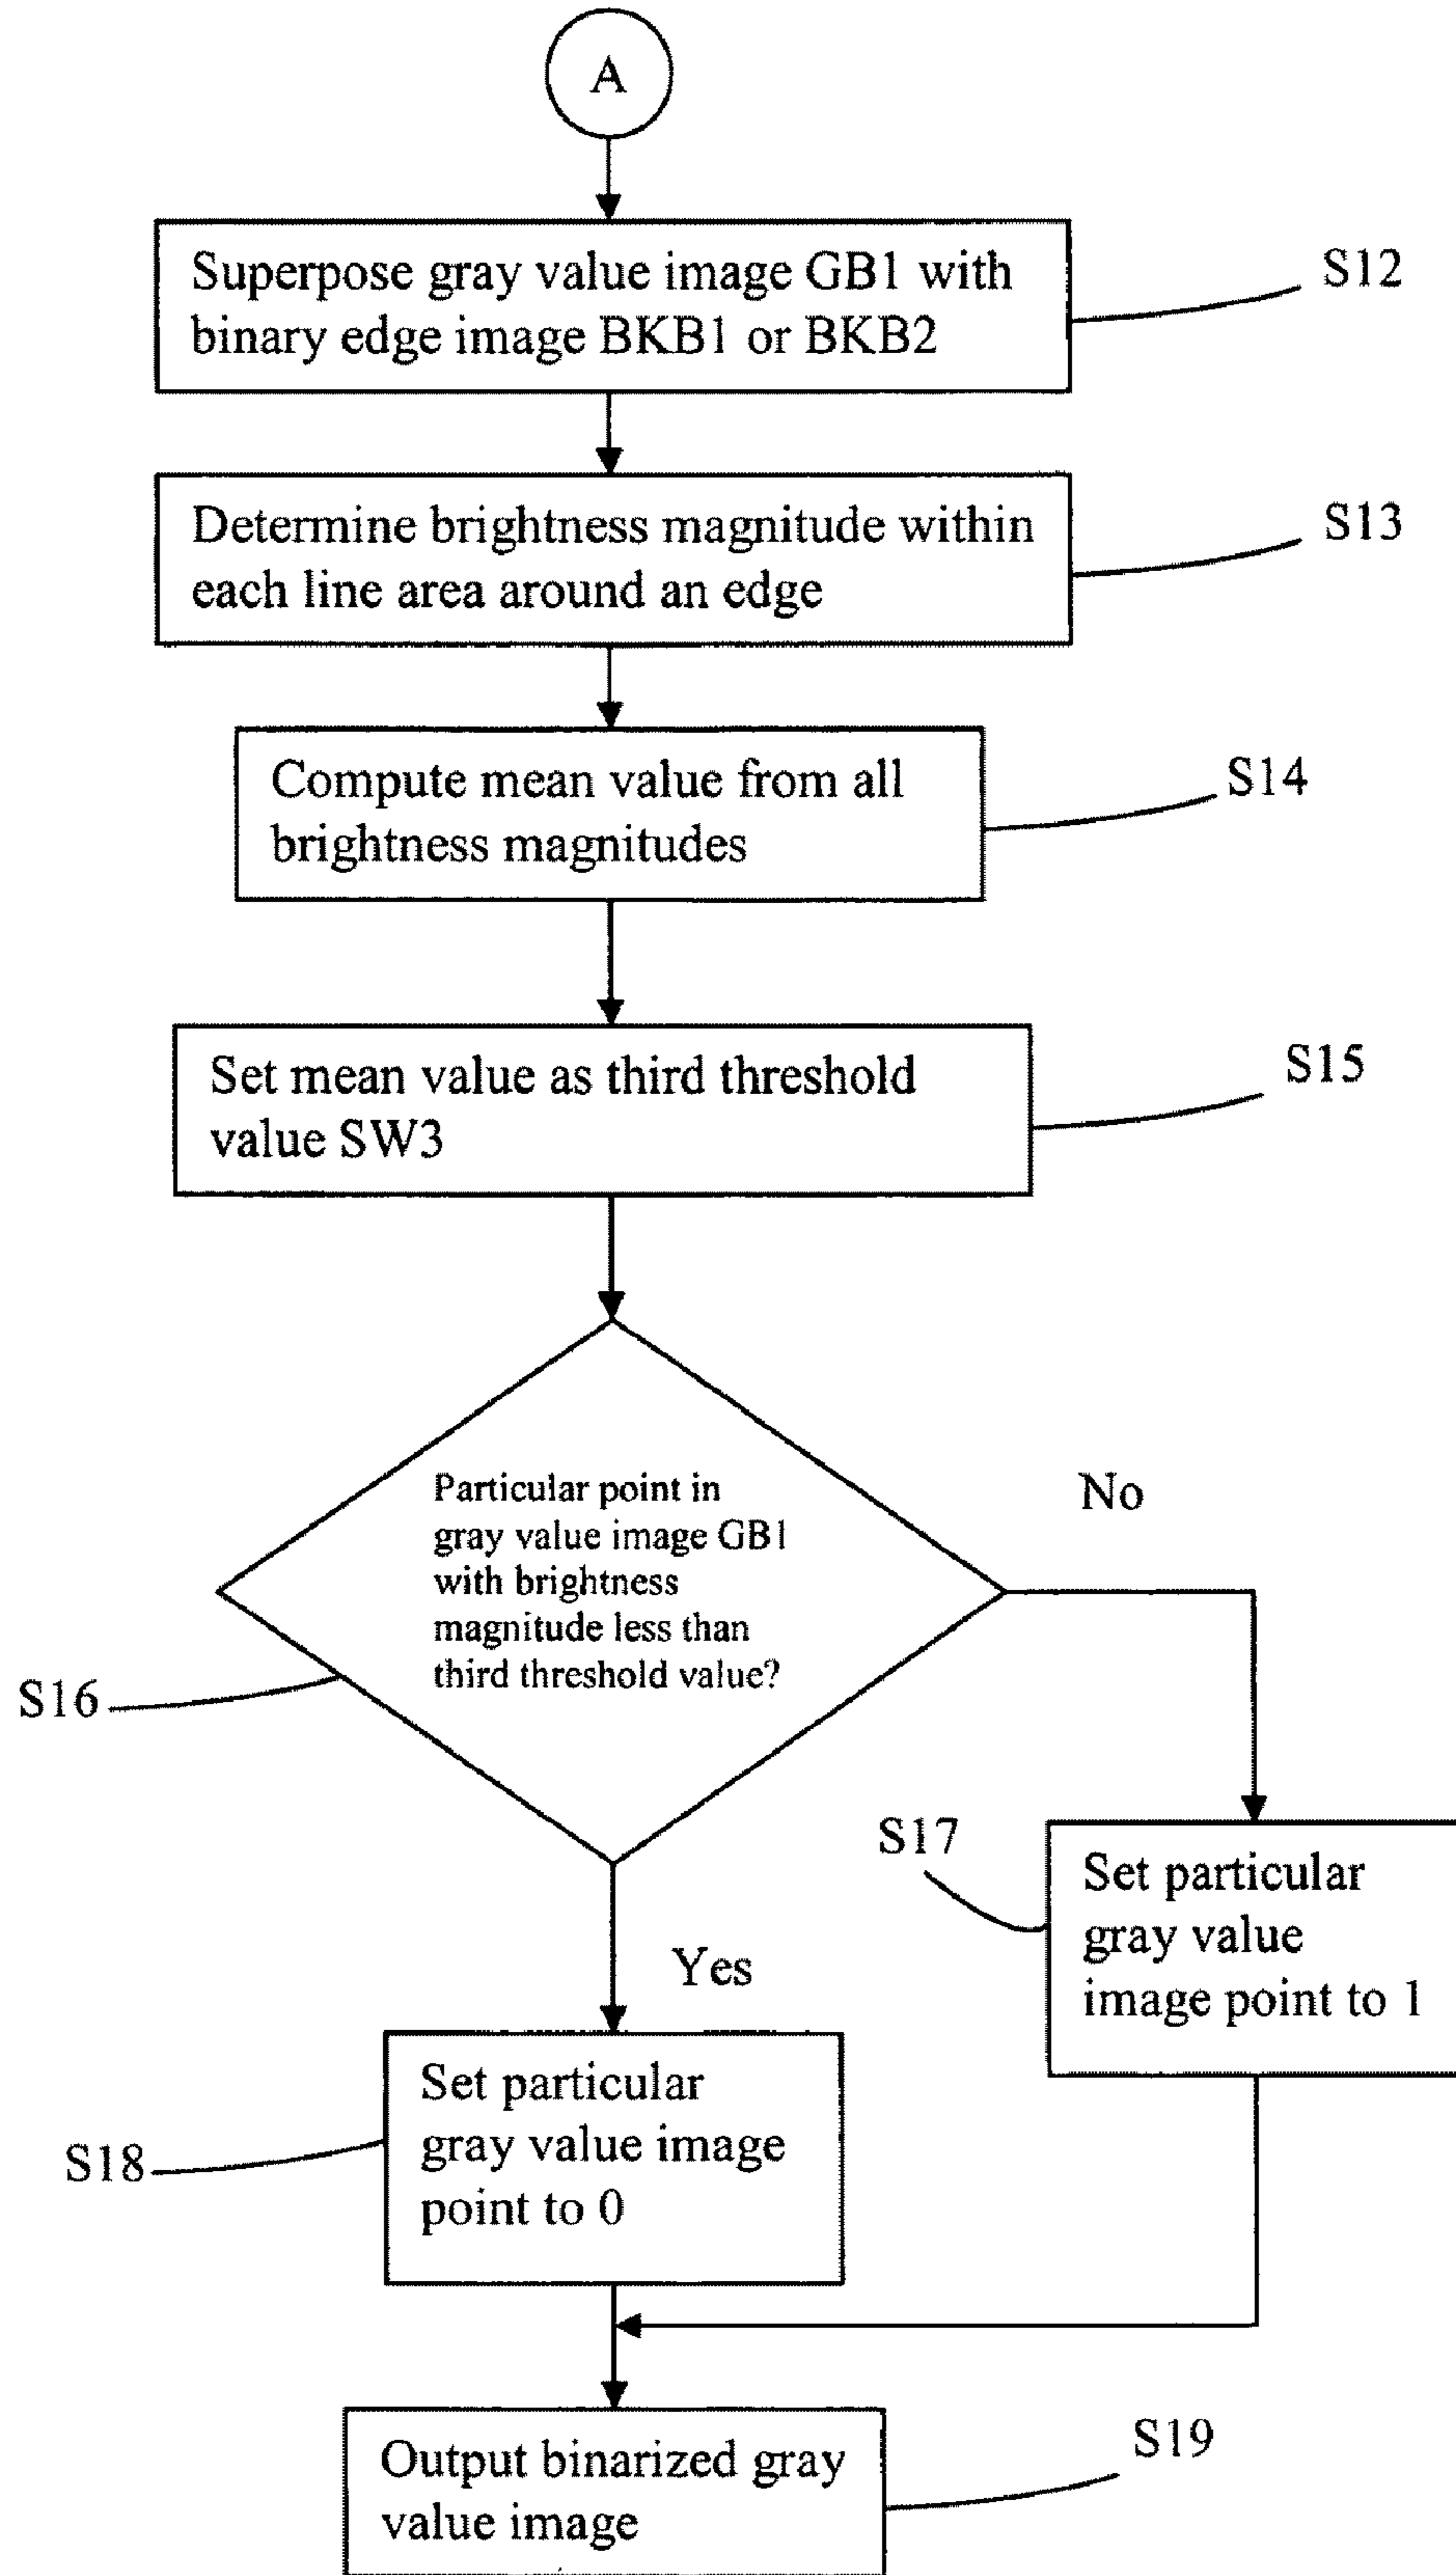 A
Superpose gray value image GB1 with
binary edge image BKB1 or BKB2
S12
Determine brightness magnitude within
each line area around an edge
S13
Compute mean value from all
brightness magnitudes
S14
Set mean value as third threshold
value SW3
S15
Particular point in
gray value image GB1
with brightness
magnitude less than
third threshold value?
No
S16
S17
Set particular
gray value
image point to 1
Yes
Set particular
gray value image
point to 0
S18
Output binarized gray
value image
S19